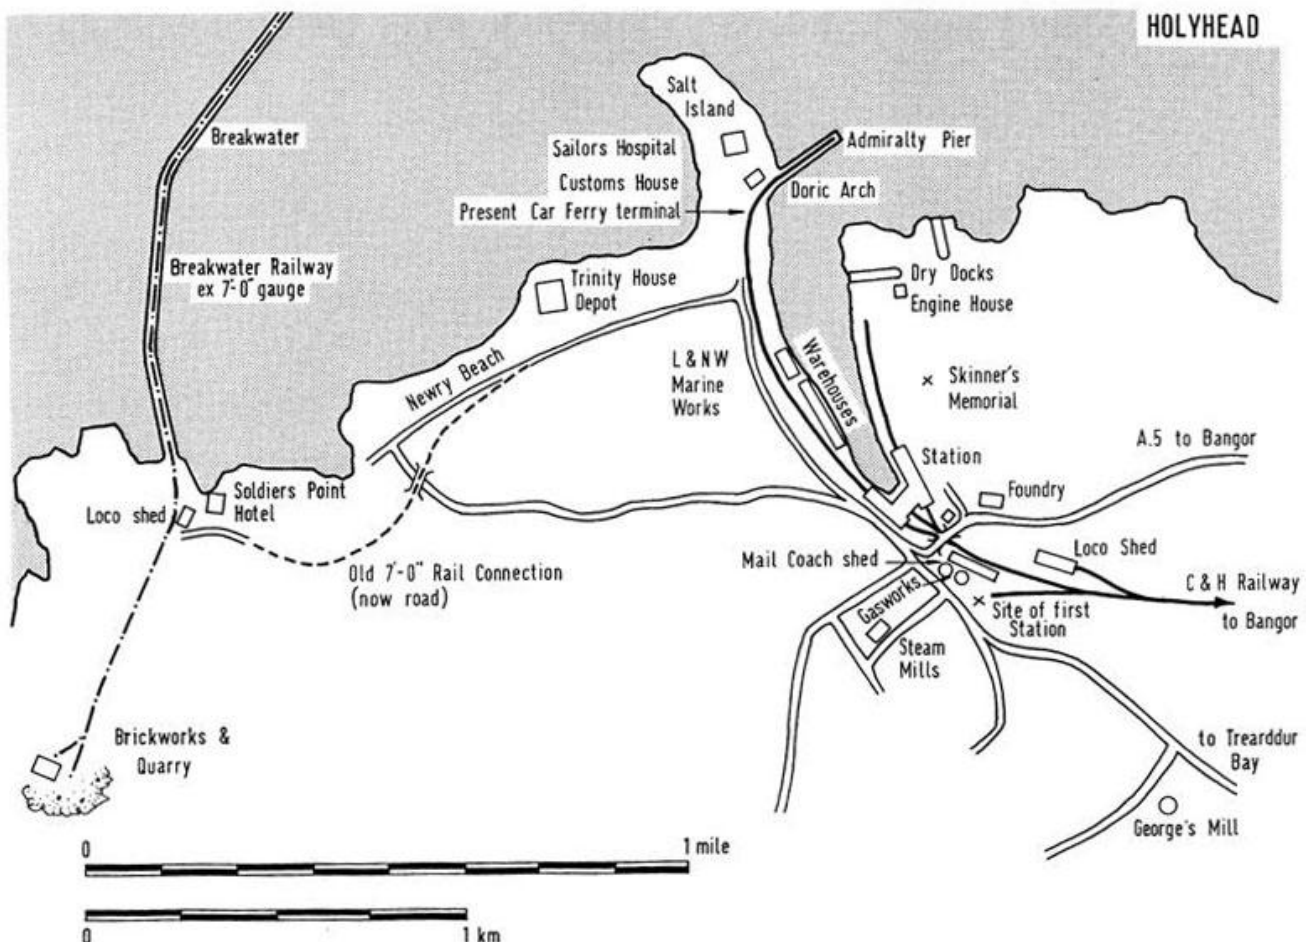 HOLYHEAD
Salt
Island
Breakwater
Admiralty Pier
Sailors Hospital
Customs House
Doric Arch
Present Car Ferry terminal
Breakwater Railway
ex 7'-0" gauge
Trinity House
Depot
Dry Docks
Engine House
Newry Beach
L & NW
Marine
Works
Warehouses
Skinner's
Memorial
A.5 to Bangor
Station
Soldiers Point
Hotel
Foundry
Loco shed
Mail Coach shed
Loco Shed
Old 7'-0" Rail Connection
(now road)
C & H Railway
to Bangor
Gasworks
Site of first
Station
Steam
Mills
Brickworks &
Quarry
to Trearddur
Bay
George's Mill
0
1 mile
0
1 km